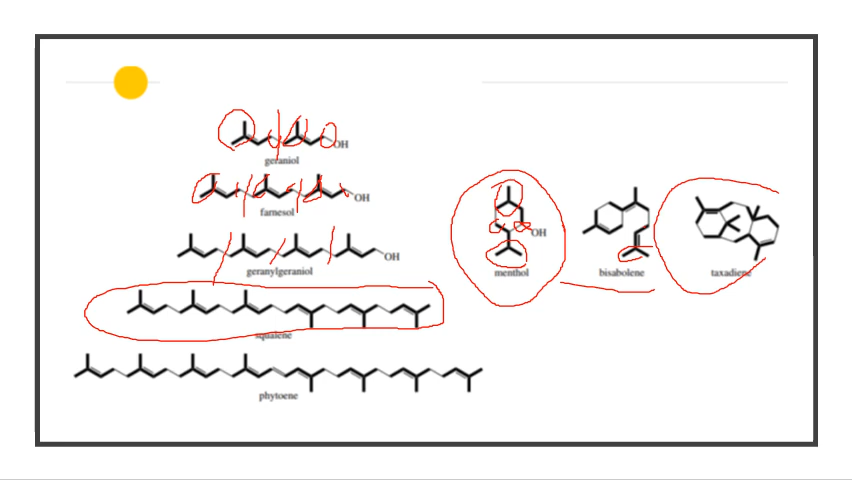 OH
geraniol
OH
farnesol
OH
geranylgeraniol
squalene
phytoene
OH
menthol
bisabolene
taxadiene